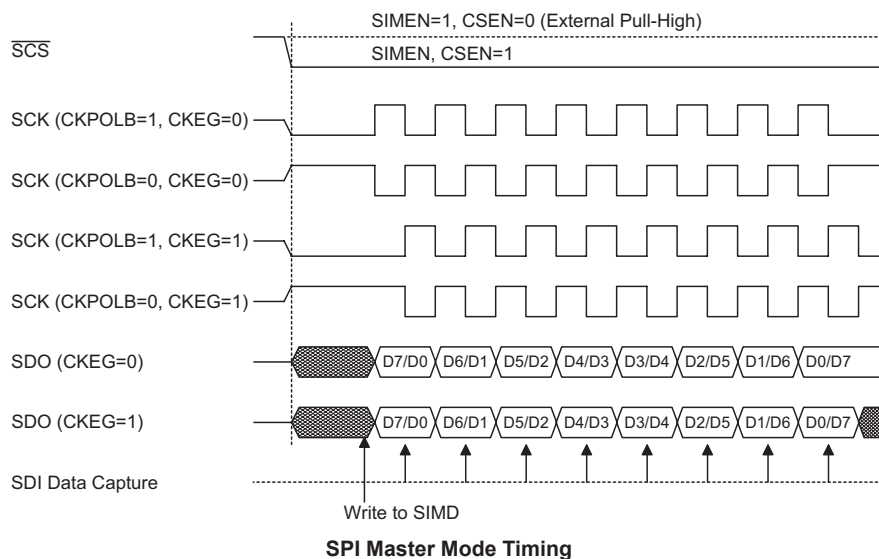 SIMEN=1, CSEN=0 (External Pull-High)
SCS
SIMEN, CSEN=1
SCK (CKPOLB=1, CKEG=0)
SCK (CKPOLB=0, CKEG=0)
SCK (CKPOLB=1, CKEG=1)
SCK (CKPOLB=0, CKEG=1)
SDO (CKEG=0) D7/D0 D6/D1 D5/D2 D4/D3 D3/D4 D2/D5 D1/D6 D0/D7
SDO (CKEG=1) D7/D0 D6/D1 D5/D2 D4/D3 D3/D4 D2/D5 D1/D6 D0/D7
SDI Data Capture
Write to SIMD
SPI Master Mode Timing